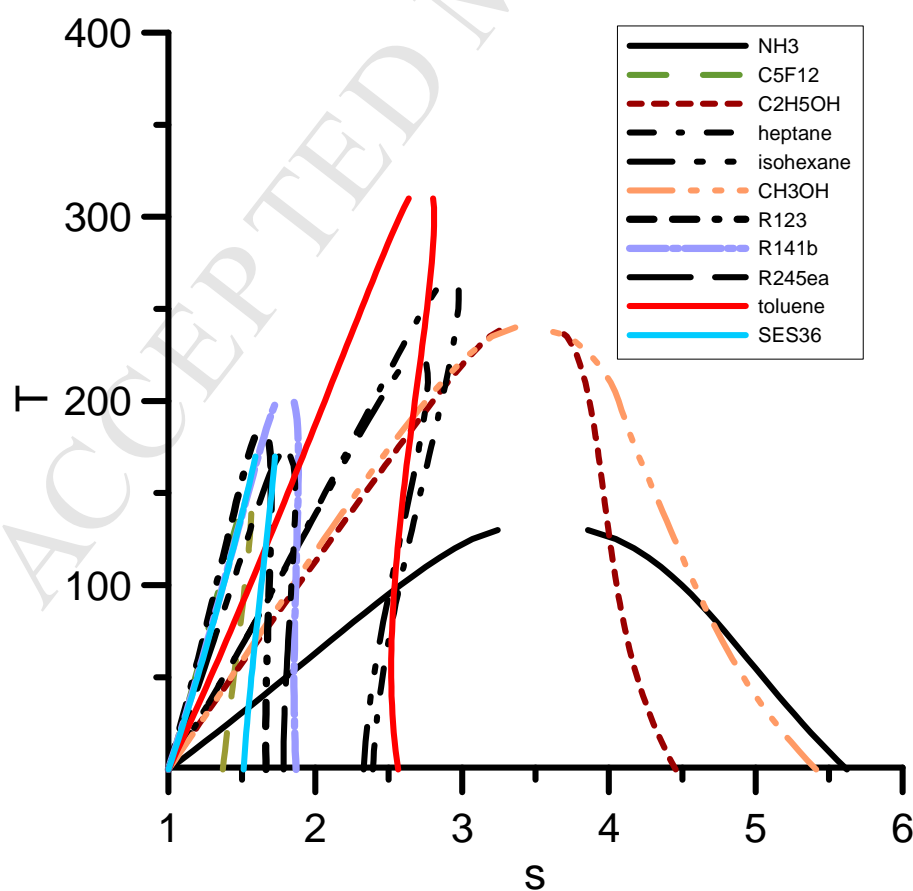 400
300
200
100
T
1
2
3
4
5
6
s
NH3
C5F12
C2H5OH
heptane
isohexane
CH3OH
R123
R141b
R245ea
toluene
SES36
ACCEPTED M